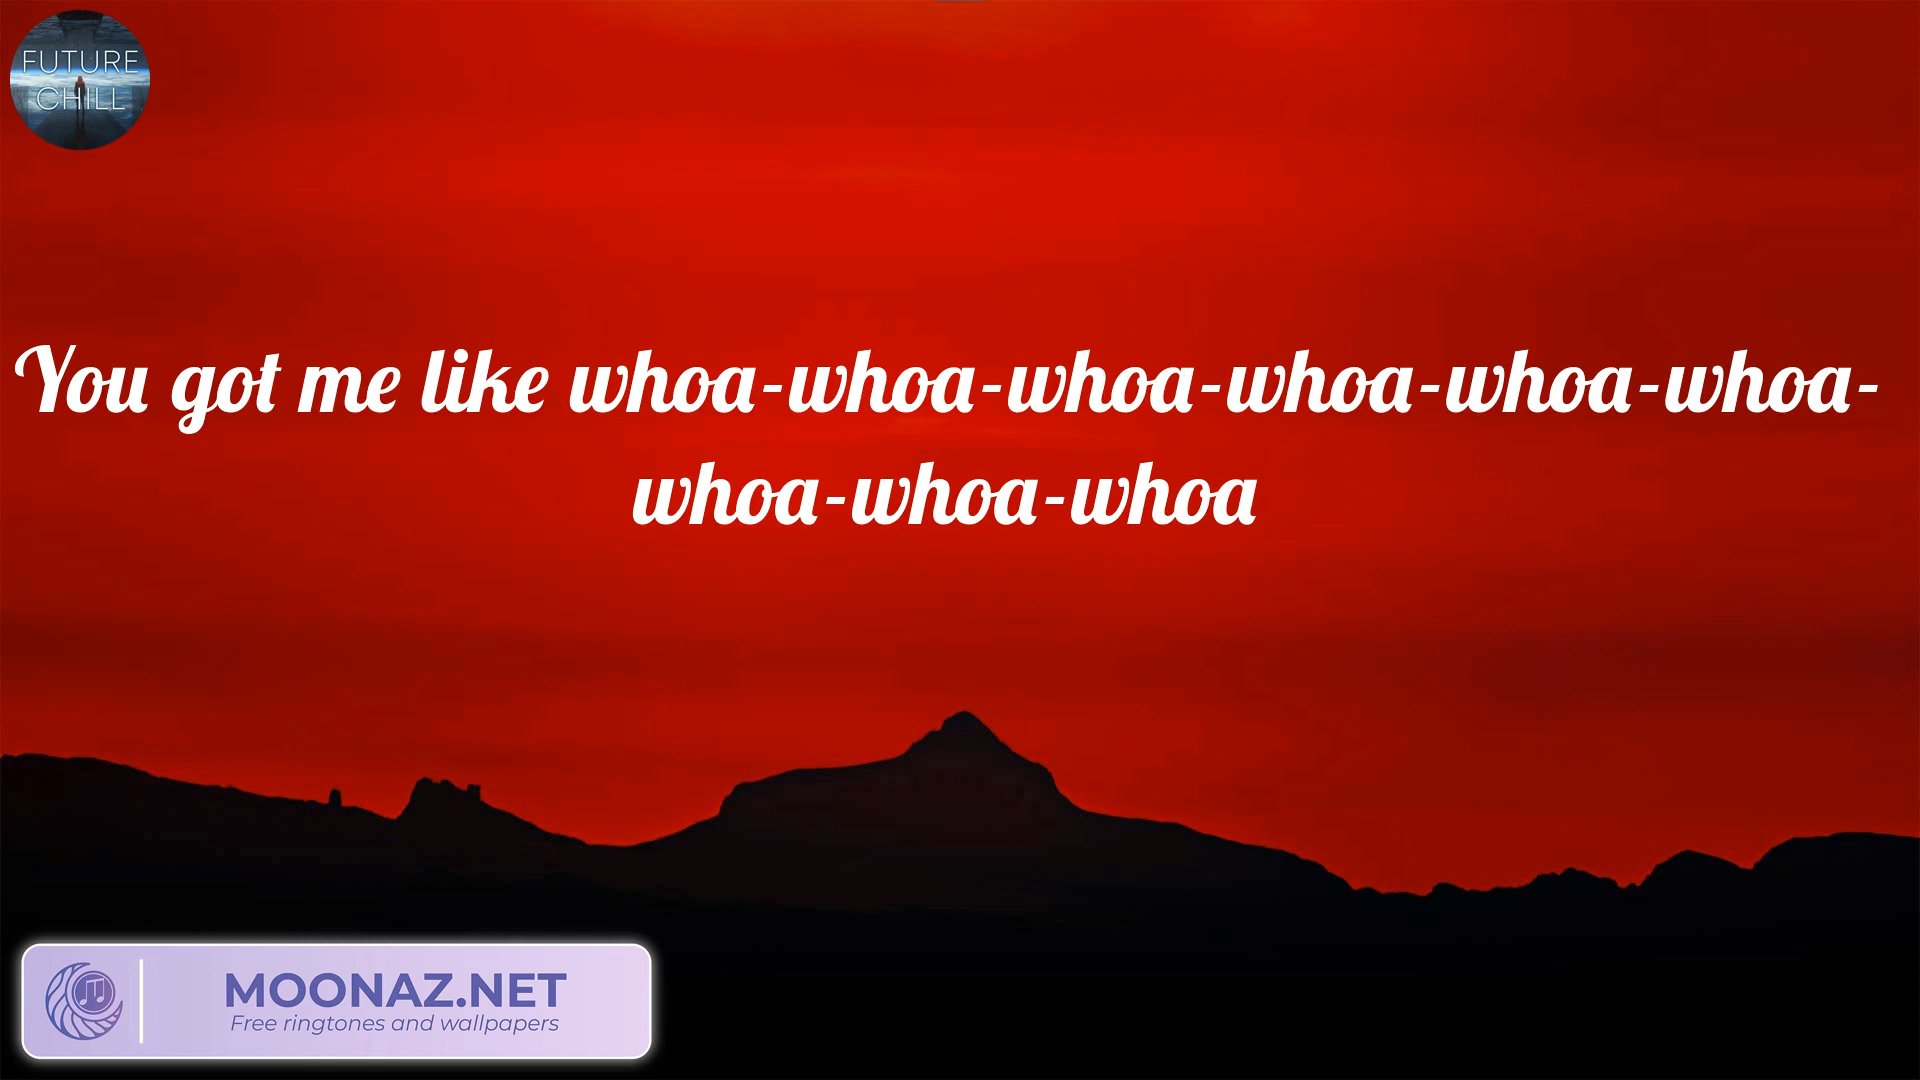 FUTURE
CHILL
You got me like whoa-whoa-whoa-whoa-whoa-whoa-
whoa-whoa-whoa
MOONAZ.NET
Free ringtones and wallpapers